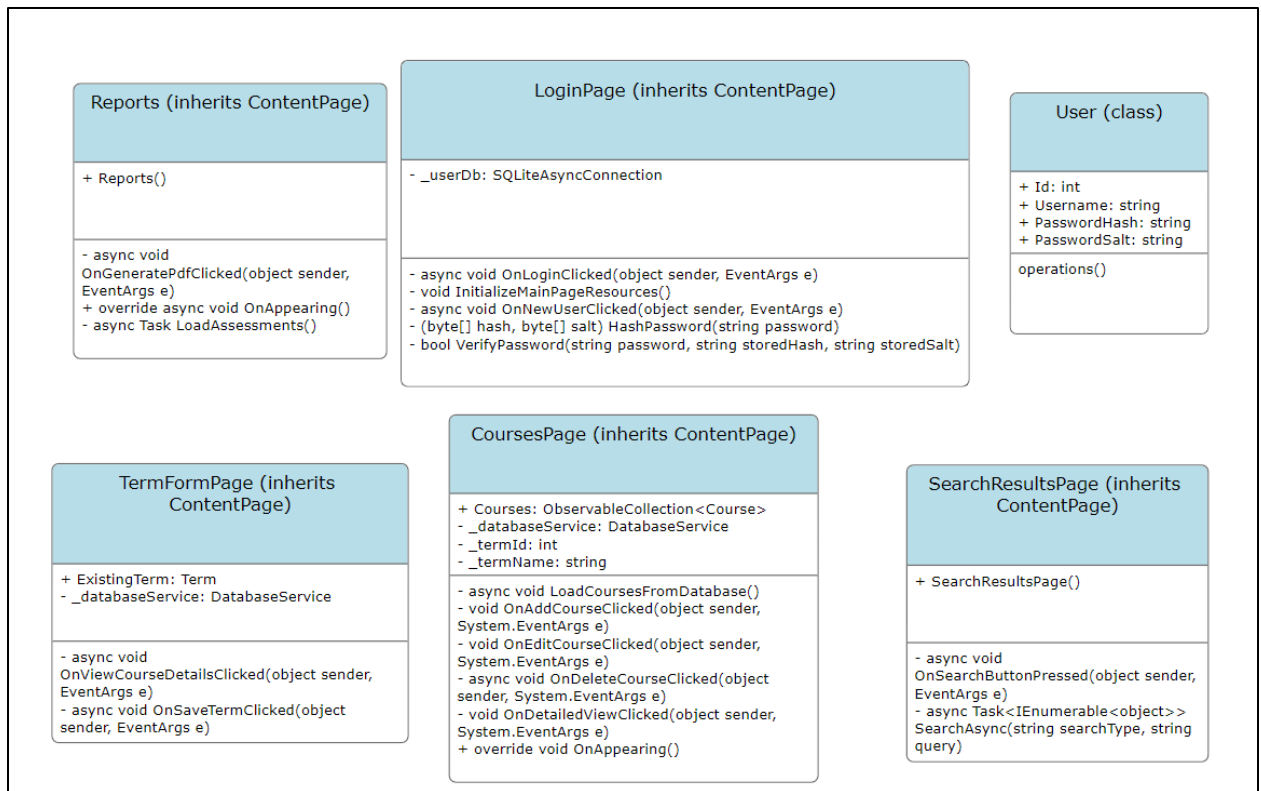 Reports (inherits ContentPage)
+ Reports()
- async void
OnGeneratePdfClicked(object sender,
EventArgs e)
+ override async void OnAppearing()
- async Task LoadAssessments()
LoginPage (inherits ContentPage)
- _userDb: SQLiteAsyncConnection
- async void OnLoginClicked(object sender, EventArgs e)
- void InitializeMainPageResources()
- async void OnNewUserClicked(object sender, EventArgs e)
- (byte[] hash, byte[] salt) HashPassword(string password)
- bool VerifyPassword(string password, string storedHash, string storedSalt)
User (class)
+ Id: int
+ Username: string
+ PasswordHash: string
+ PasswordSalt: string
operations()
TermFormPage (inherits
ContentPage)
+ ExistingTerm: Term
- _databaseService: DatabaseService
- async void
OnViewCourseDetailsClicked(object sender,
EventArgs e)
- async void OnSaveTermClicked(object
sender, EventArgs e)
CoursesPage (inherits ContentPage)
+ Courses: ObservableCollection<Course>
- _databaseService: DatabaseService
- _termId: int
- _termName: string
- async void LoadCoursesFromDatabase()
- void OnAddCourseClicked(object sender,
System.EventArgs e)
- void OnEditCourseClicked(object sender,
System.EventArgs e)
- async void OnDeleteCourseClicked(object
sender, System.EventArgs e)
- void OnDetailedViewClicked(object sender,
System.EventArgs e)
+ override void OnAppearing()
SearchResultsPage (inherits
ContentPage)
+ SearchResultsPage()
- async void
OnSearchButtonPressed(object sender,
EventArgs e)
- async Task<IEnumerable<object>>
SearchAsync(string searchType, string
query)